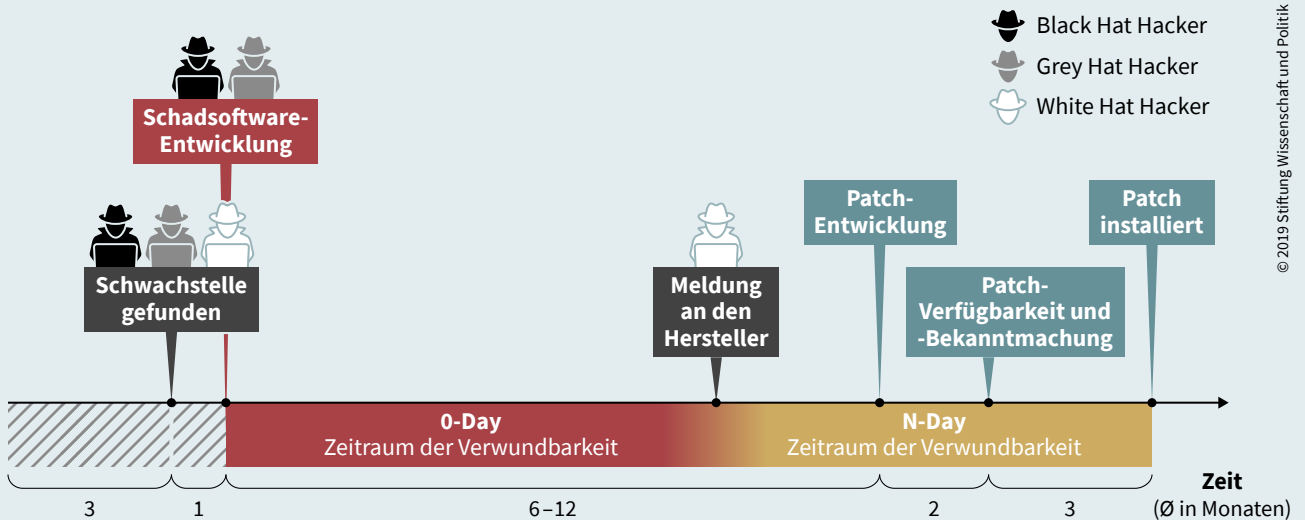 Black Hat Hacker
Grey Hat Hacker
White Hat Hacker
© 2019 Stiftung Wissenschaft und Politik
Schadsoftware-
Entwicklung
Schwachstelle
gefunden
Meldung
an den
Hersteller
Patch-
Entwicklung
Patch-
Verfügbarkeit und
-Bekanntmachung
Patch
installiert
0-Day
Zeitraum der Verwundbarkeit
N-Day
Zeitraum der Verwundbarkeit
3
1
6–12
2
3
Zeit
(Ø in Monaten)